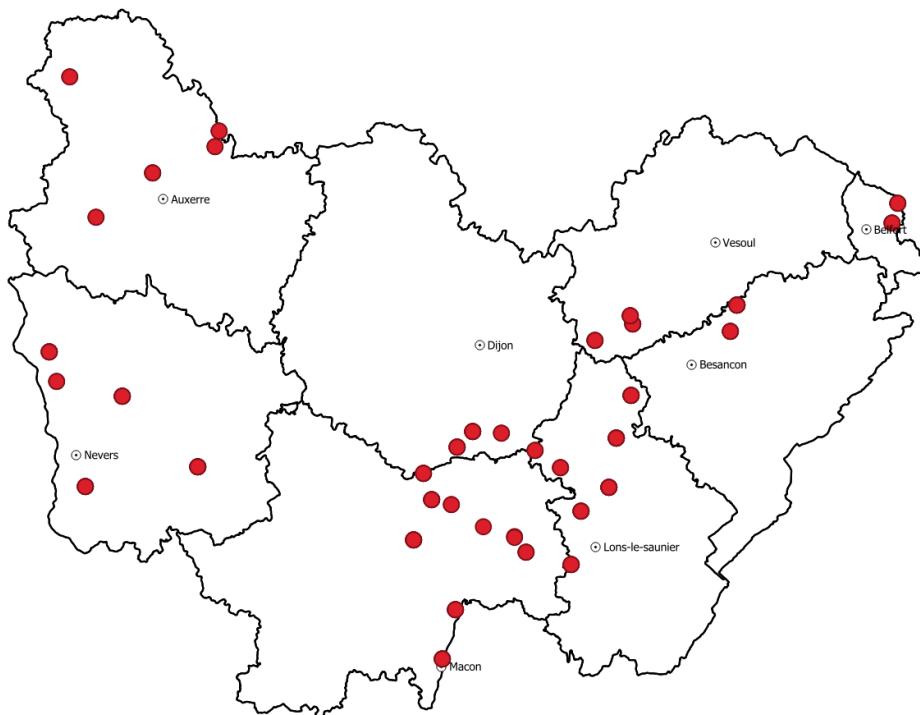 Auxerre
Belfort
Vesoul
Dijon
Besancon
Nevers
Lons-le-saunier
Macon